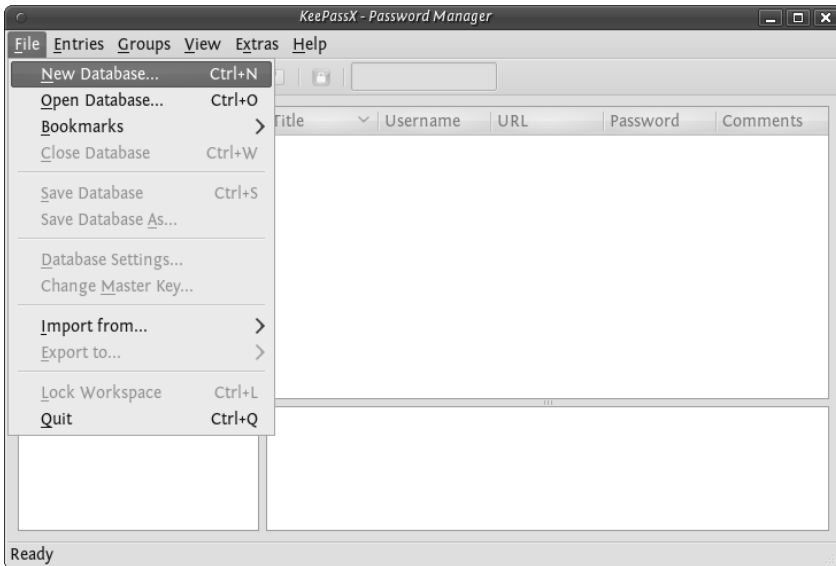 KeePassX - Password Manager
File Entries Groups View Extras Help
New Database... Ctrl+N
Open Database... Ctrl+O
Bookmarks
Close Database Ctrl+W
Save Database Ctrl+S
Save Database As...
Database Settings...
Change Master Key...
Import from...
Export to...
Lock Workspace Ctrl+L
Quit Ctrl+Q
Title Username URL Password Comments
Ready